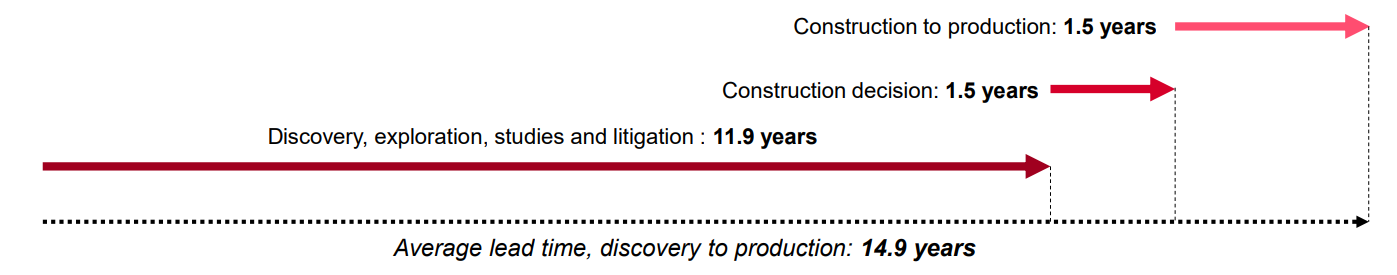 Construction to production: 1.5 years
Construction decision: 1.5 years
Discovery, exploration, studies and litigation : 11.9 years
Average lead time, discovery to production: 14.9 years